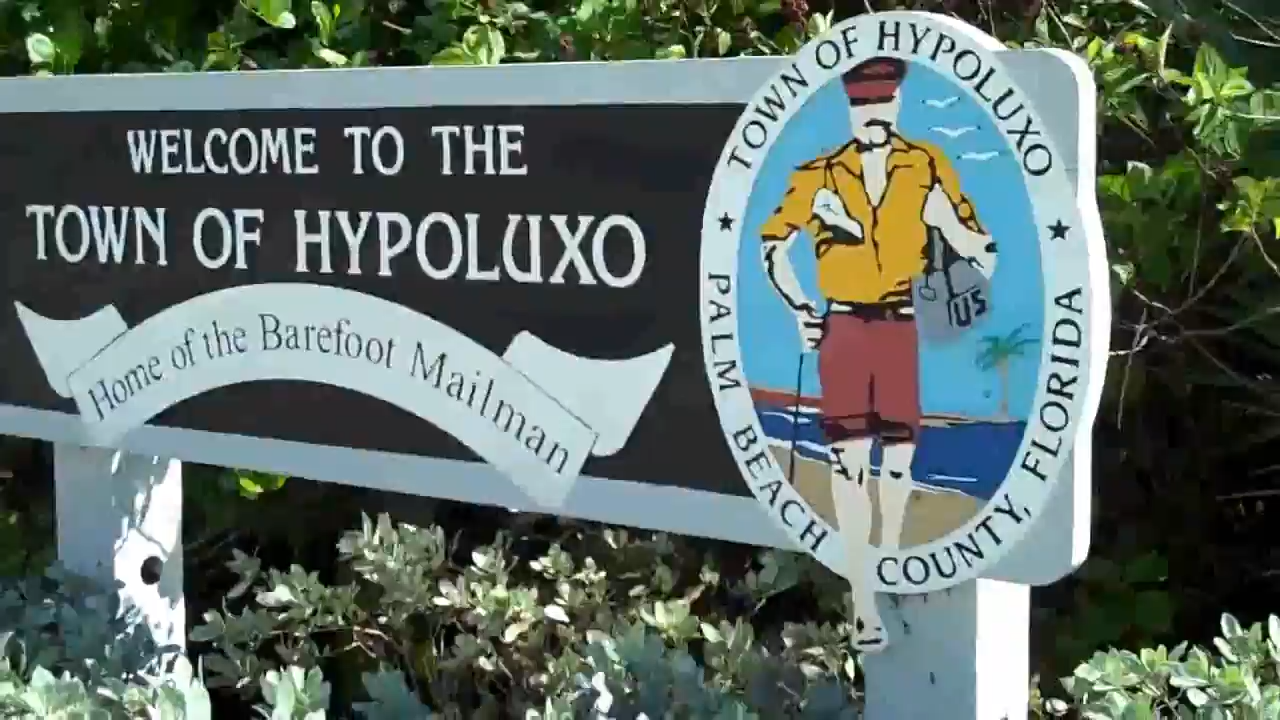 WELCOME TO THE
TOWN OF HYPOLUXO
Home of the Barefoot Mailman
TOWN OF HYPOLUXO
PALM BEACH COUNTY, FLORIDA
US